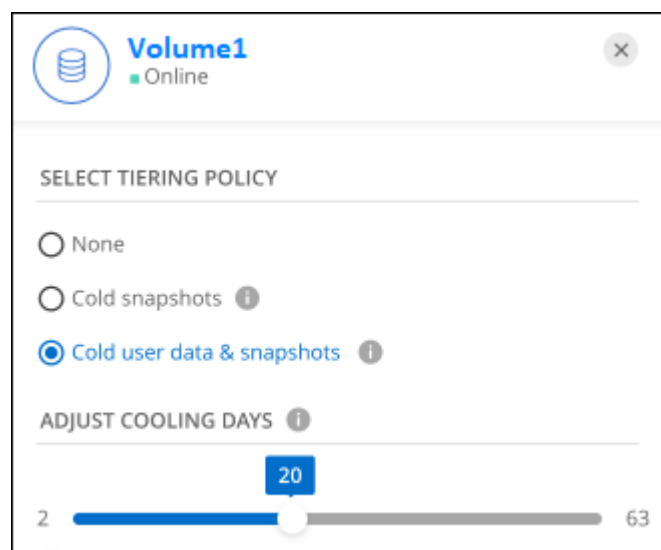 Volume1
Online
SELECT TIERING POLICY
None
Cold snapshots
Cold user data & snapshots
ADJUST COOLING DAYS
20
2 63